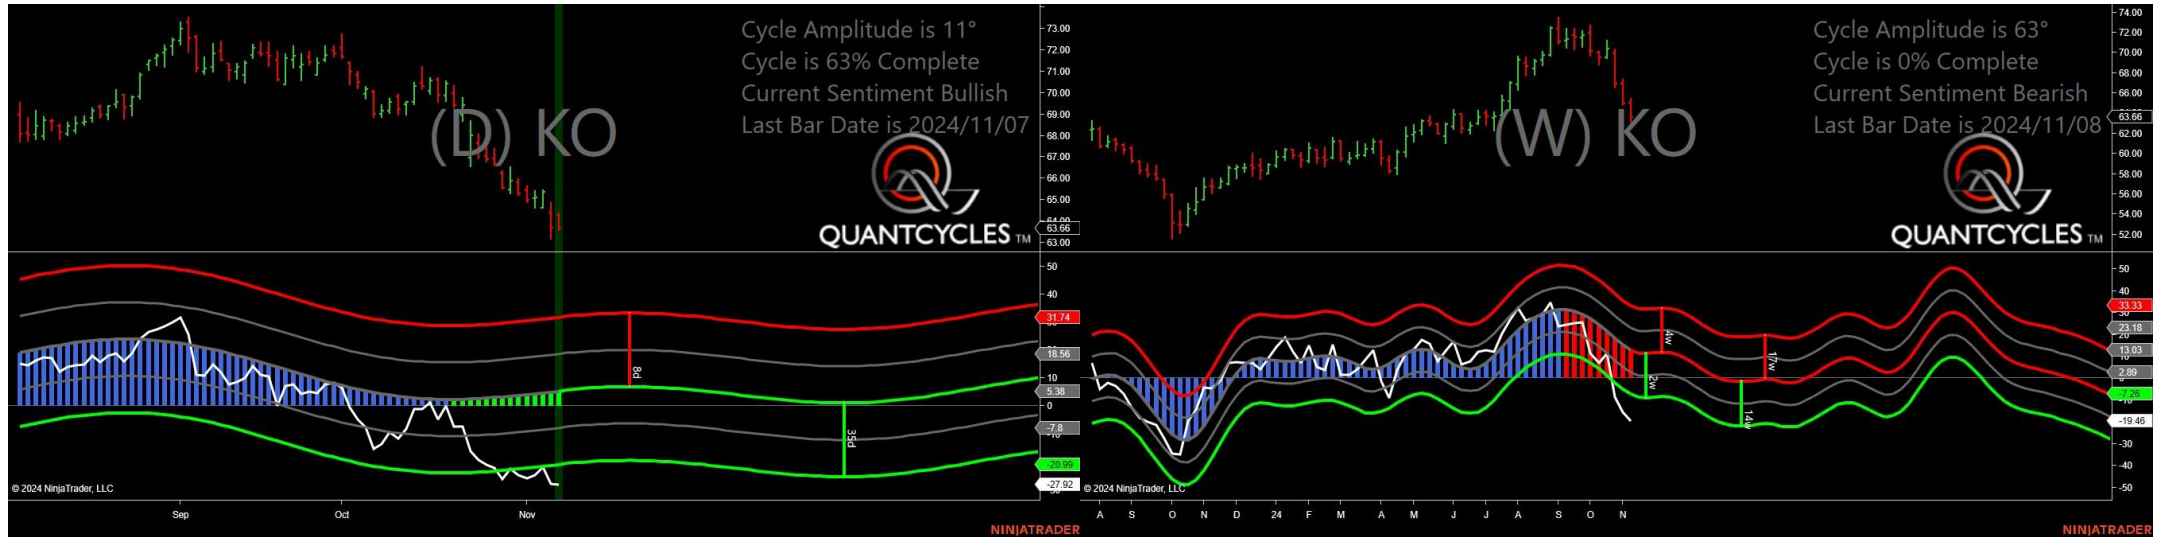 Cycle Amplitude is 11°
Cycle is 63% Complete
Current Sentiment Bullish
Last Bar Date is 2024/11/07
(D) KO
QUANTCYCLES TM
73.00
72.00
71.00
70.00
69.00
68.00
67.00
66.00
65.00
64.00
63.66
63.00
50
40
31.74
18.56
10
5.38
0
-7.8
-20.99
-27.92
8d
35d
© 2024 NinjaTrader, LLC
Sep Oct Nov
NINJATRADER
Cycle Amplitude is 63°
Cycle is 0% Complete
Current Sentiment Bearish
Last Bar Date is 2024/11/08
(W) KO
QUANTCYCLES TM
74.00
72.00
70.00
68.00
66.00
63.66
62.00
60.00
58.00
56.00
54.00
52.00
50
40
33.33
30
23.18
20
13.03
10
2.89
-7.26
-10
-19.46
-30
-40
-50
4w
2w
17w
14w
© 2024 NinjaTrader, LLC
A S O N D 24 F M A M J J A S O N
NINJATRADER